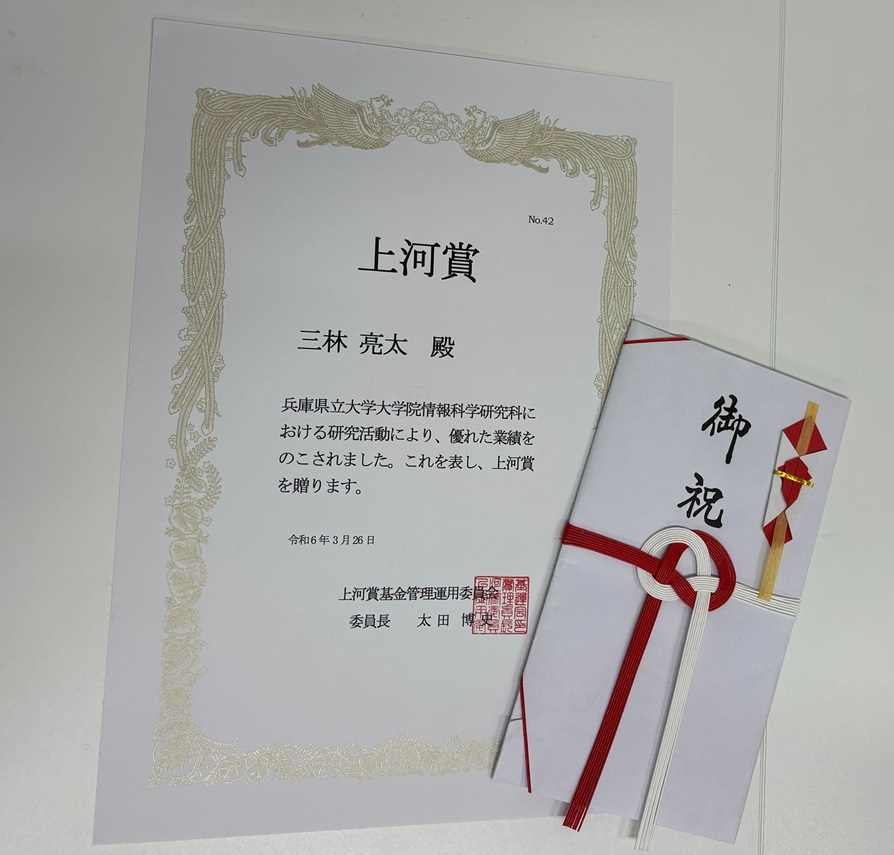 No.42
上河賞
三林 亮太 殿
兵庫県立大学大学院情報科学研究科に
おける研究活動により、優れた業績を
のこされました。これを表し、上河賞
を贈ります。
令和6年3月26日
上河賞基金管理運用委員会
委員長 太田 博史
御祝